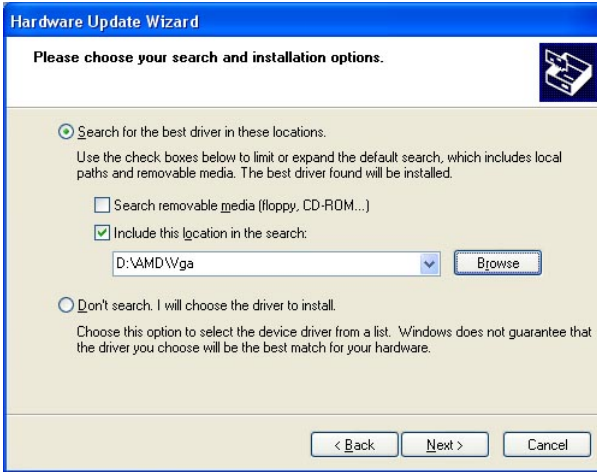 Hardware Update Wizard
Please choose your search and installation options.
Search for the best driver in these locations.
Use the check boxes below to limit or expand the default search, which includes local
paths and removable media. The best driver found will be installed.
Search removable media (floppy, CD-ROM...)
Include this location in the search:
D:\AMD\Vga
Browse
Don't search. I will choose the driver to install.
Choose this option to select the device driver from a list. Windows does not guarantee that
the driver you choose will be the best match for your hardware.
< Back Next > Cancel